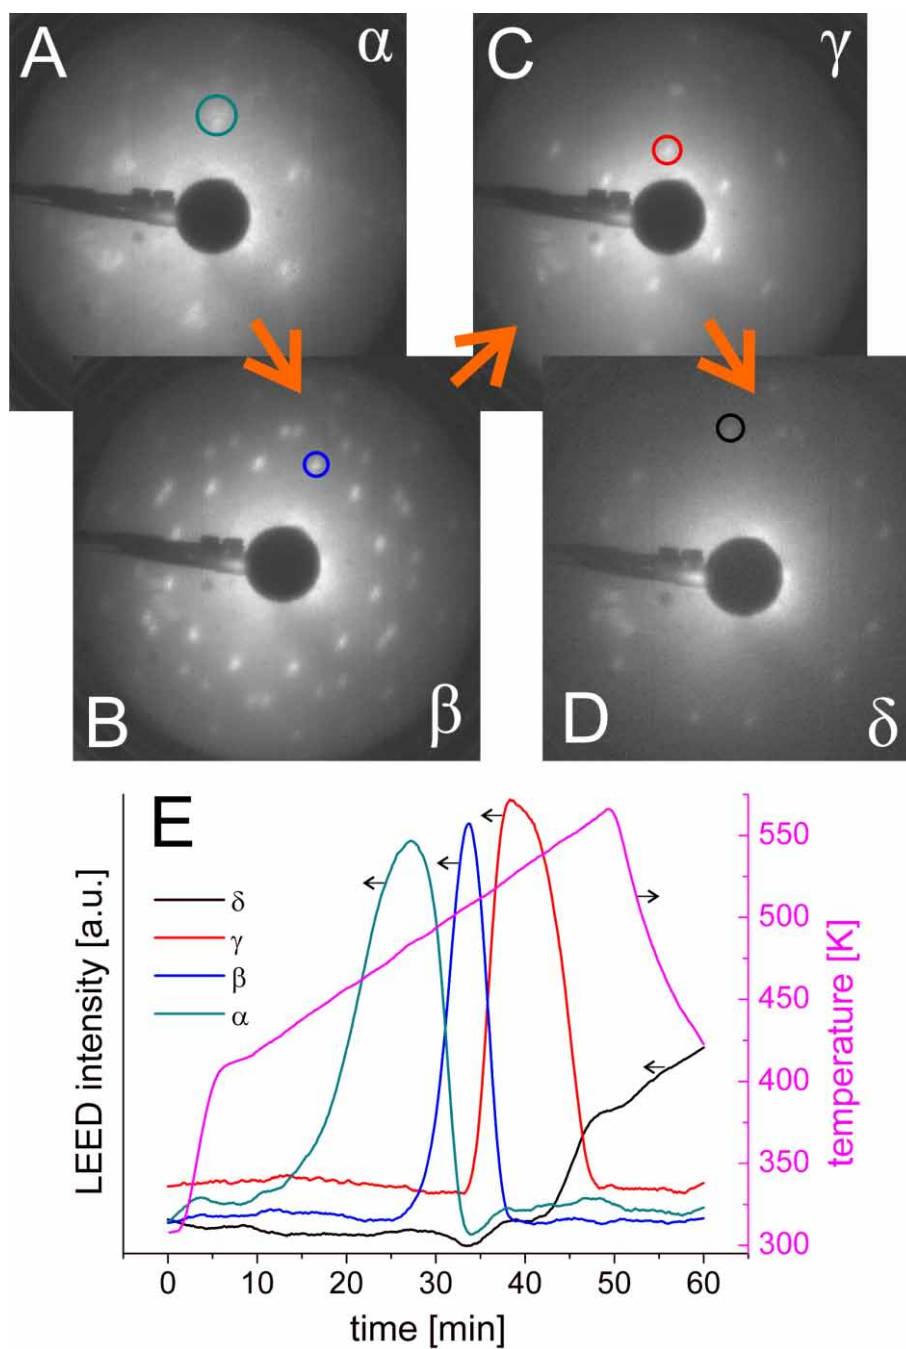 A α
C γ
B β
D δ
E
δ
γ
β
α
LEED intensity [a.u.]
temperature [K]
550
500
450
400
350
300
0 10 20 30 40 50 60
time [min]